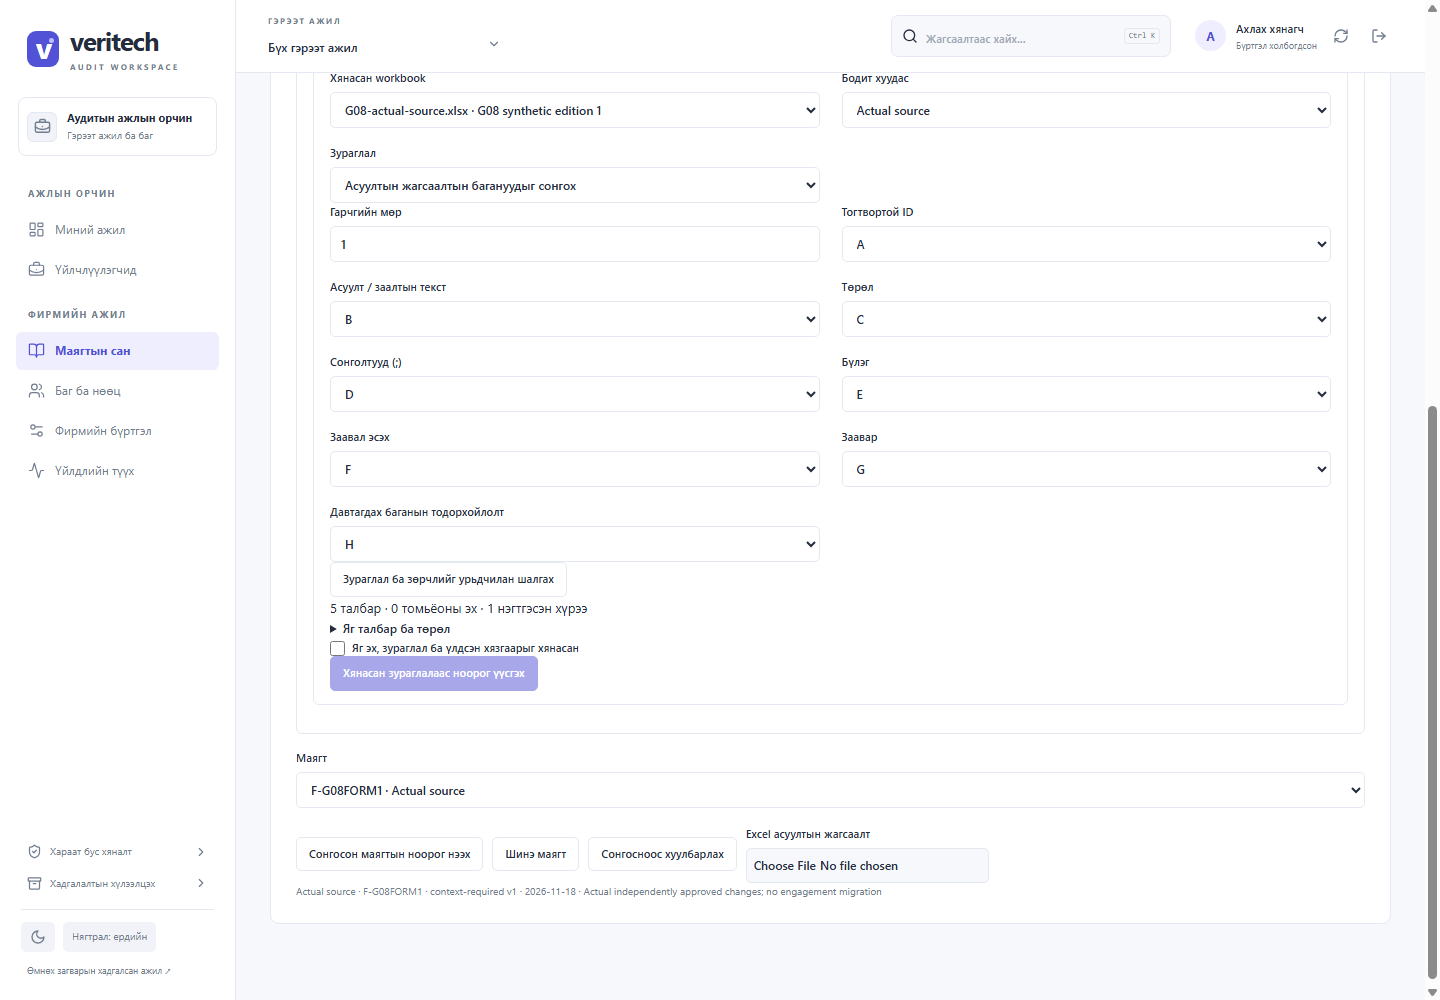 veritech
AUDIT WORKSPACE
Аудитын ажлын орчин
Гэрээт ажил ба баг
АЖЛЫН ОРЧИН
Миний ажил
Үйлчлүүлэгчид
ФИРМИЙН АЖИЛ
Маягтын сан
Баг ба нөөц
Фирмийн бүртгэл
Үйлдлийн түүх
Хараат бус хяналт
Хадгалалтын хүлээлцэх
Нягтрал: ердийн
Өмнөх загварын хадгалсан ажил ↗
ГЭРЭЭТ АЖИЛ
Бүх гэрээт ажил
Жагсаалтаас хайх...
Ctrl K
А
Ахлах хянагч
Бүртгэл холбогдсон
Хянасан workbook
G08-actual-source.xlsx · G08 synthetic edition 1
Бодит хуудас
Actual source
Зураглал
Асуултын жагсаалтын багануудыг сонгох
Гарчгийн мөр
1
Тогтвортой ID
A
Асуулт / заалтын текст
B
Төрөл
C
Сонголтууд (;)
D
Бүлэг
E
Заавал эсэх
F
Заавар
G
Давтагдах баганын тодорхойлолт
H
Зураглал ба зөрчлийг урьдчилан шалгах
5 талбар · 0 томьёоны эх · 1 нэгтгэсэн хүрээ
Яг талбар ба төрөл
Яг эх, зураглал ба үлдсэн хязгаарыг хянасан
Хянасан зураглалаас ноорог үүсгэх
Маягт
F-G08FORM1 · Actual source
Сонгосон маягтын ноорог нээх
Шинэ маягт
Сонгосноос хуулбарлах
Excel асуултын жагсаалт
Choose File No file chosen
Actual source · F-G08FORM1 · context-required v1 · 2026-11-18 · Actual independently approved changes; no engagement migration